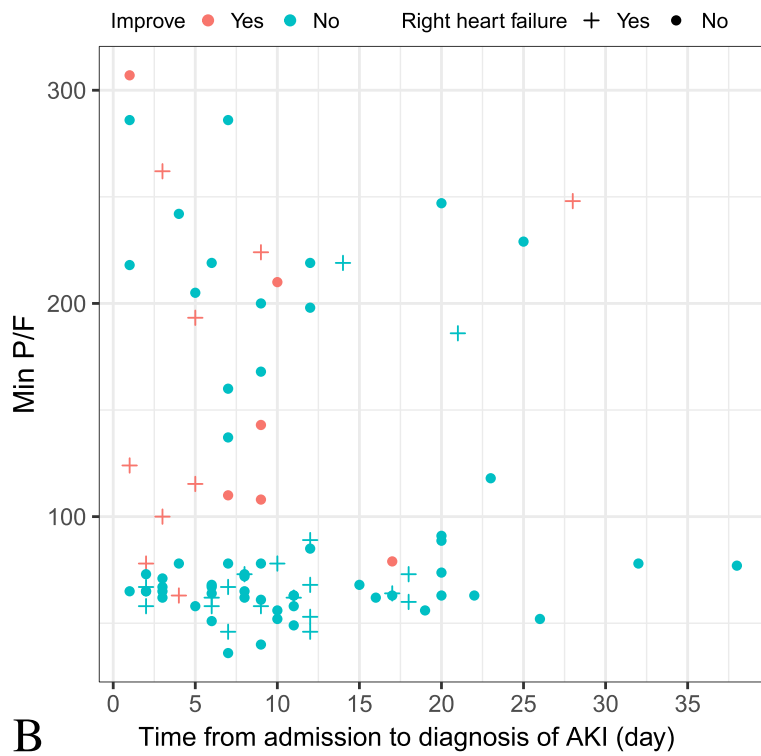 Improve Yes No Right heart failure Yes No
300
200
100
Min P/F
0 5 10 15 20 25 30 35
B Time from admission to diagnosis of AKI (day)